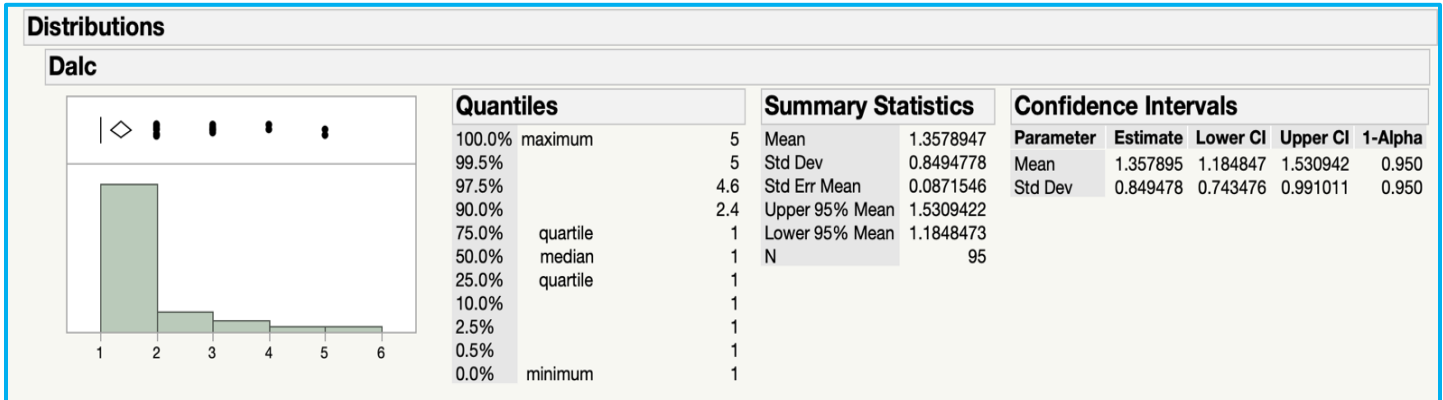 Distributions
Dalc
1 2 3 4 5 6
Quantiles
100.0% maximum 5
99.5% 5
97.5% 4.6
90.0% 2.4
75.0% quartile 1
50.0% median 1
25.0% quartile 1
10.0% 1
2.5% 1
0.5% 1
0.0% minimum 1
Summary Statistics
Mean 1.3578947
Std Dev 0.8494778
Std Err Mean 0.0871546
Upper 95% Mean 1.5309422
Lower 95% Mean 1.1848473
N 95
Confidence Intervals
Parameter Estimate Lower CI Upper CI 1-Alpha
Mean 1.357895 1.184847 1.530942 0.950
Std Dev 0.849478 0.743476 0.991011 0.950